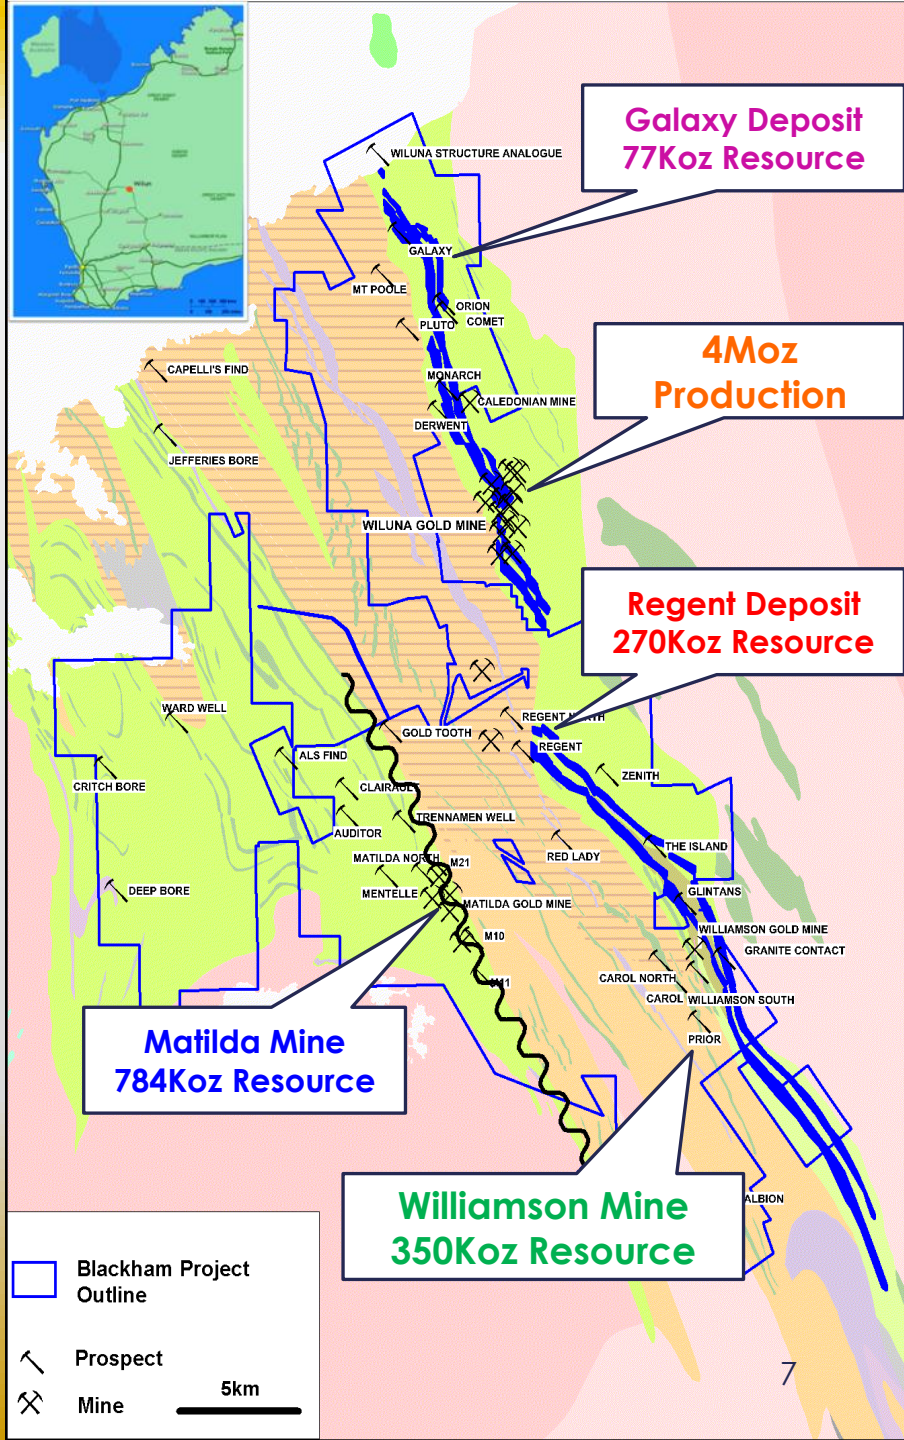 Wiluna
Galaxy Deposit
77Koz Resource
WILUNA STRUCTURE ANALOGUE
GALAXY
MT POOLE
ORION
COMET
PLUTO
4Moz
Production
CAPELLI'S FIND
MONARCH
CALEDONIAN MINE
DERWENT
JEFFERIES BORE
WILUNA GOLD MINE
Regent Deposit
270Koz Resource
WARD WELL
REGENT NORTH
GOLD TOOTH
REGENT
ALS FIND
ZENITH
CRITCH BORE
CLAIRAULT
TRENNAMEN WELL
AUDITOR
THE ISLAND
MATILDA NORTH
M21
RED LADY
DEEP BORE
MENTELLE
GLINTANS
MATILDA GOLD MINE
WILLIAMSON GOLD MINE
M10
GRANITE CONTACT
CAROL NORTH
CAROL
WILLIAMSON SOUTH
PRIOR
Matilda Mine
784Koz Resource
Williamson Mine
350Koz Resource
ALBION
Blackham Project
Outline
Prospect
Mine
5km
7